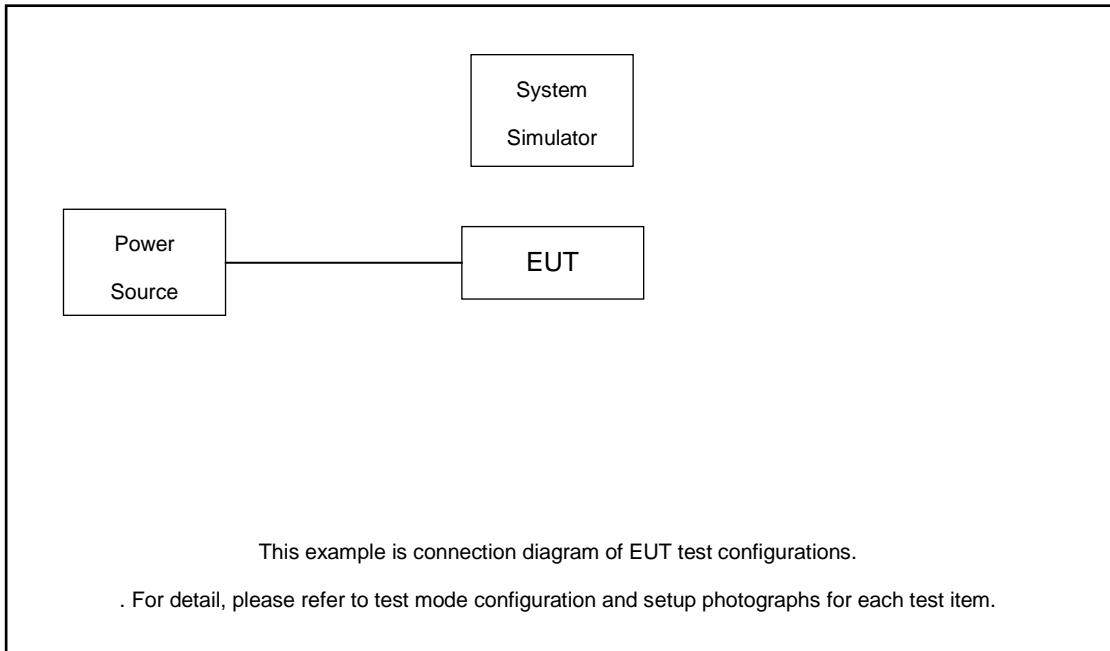 System
Simulator
Power
Source
EUT
This example is connection diagram of EUT test configurations.
. For detail, please refer to test mode configuration and setup photographs for each test item.